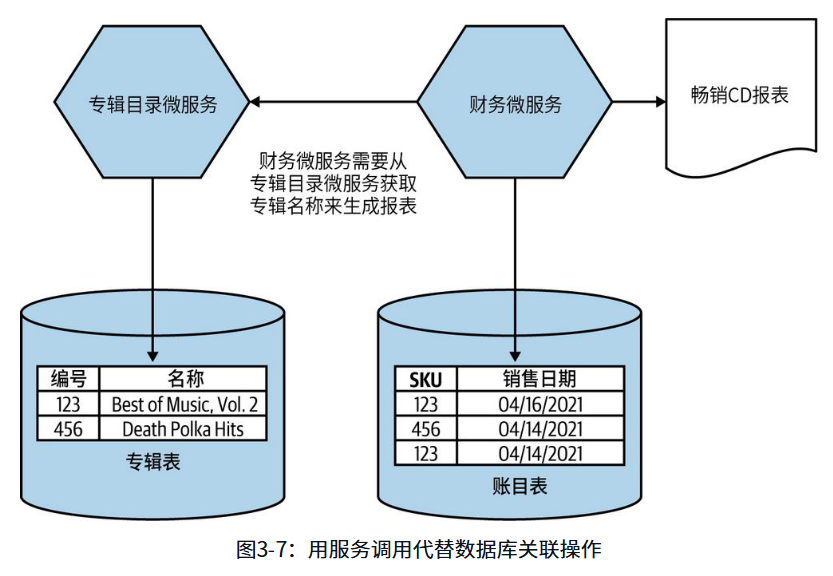 专辑目录微服务
财务微服务
畅销CD报表
财务微服务需要从
专辑目录微服务获取
专辑名称来生成报表
编号 名称
123 Best of Music, Vol. 2
456 Death Polka Hits
专辑表
SKU 销售日期
123 04/16/2021
456 04/14/2021
123 04/14/2021
账目表
图3-7：用服务调用代替数据库关联操作